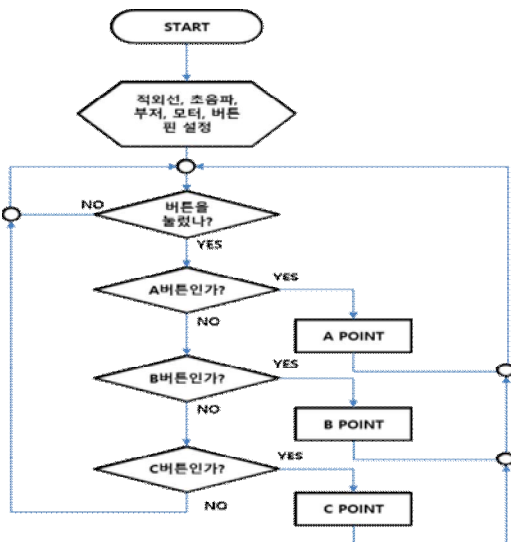 START
적외선, 초음파,
부저, 모터, 버튼
핀 설정
NO
버튼을
눌렀나?
YES
A버튼인가?
YES
NO
A POINT
B버튼인가?
YES
NO
B POINT
C버튼인가?
YES
NO
C POINT